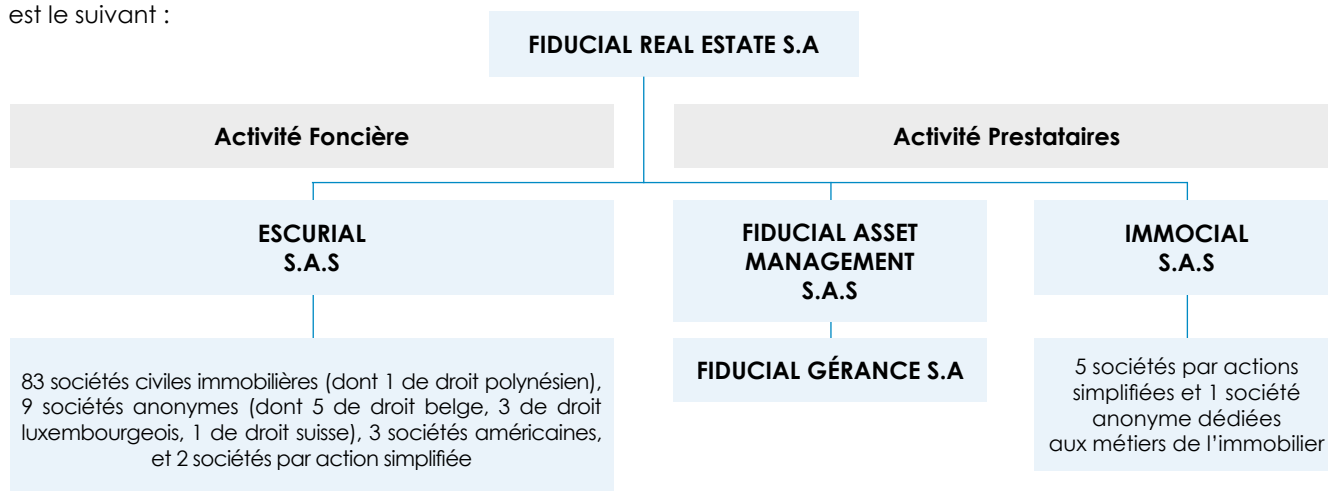 est le suivant :
FIDUCIAL REAL ESTATE S.A
Activité Foncière
Activité Prestataires
ESCURIAL
S.A.S
FIDUCIAL ASSET
MANAGEMENT
S.A.S
IMMOCIAL
S.A.S
83 sociétés civiles immobilières (dont 1 de droit polynésien),
9 sociétés anonymes (dont 5 de droit belge, 3 de droit
luxembourgeois, 1 de droit suisse), 3 sociétés américaines,
et 2 sociétés par action simplifiée
FIDUCIAL GÉRANCE S.A
5 sociétés par actions
simplifiées et 1 société
anonyme dédiées
aux métiers de l’immobilier